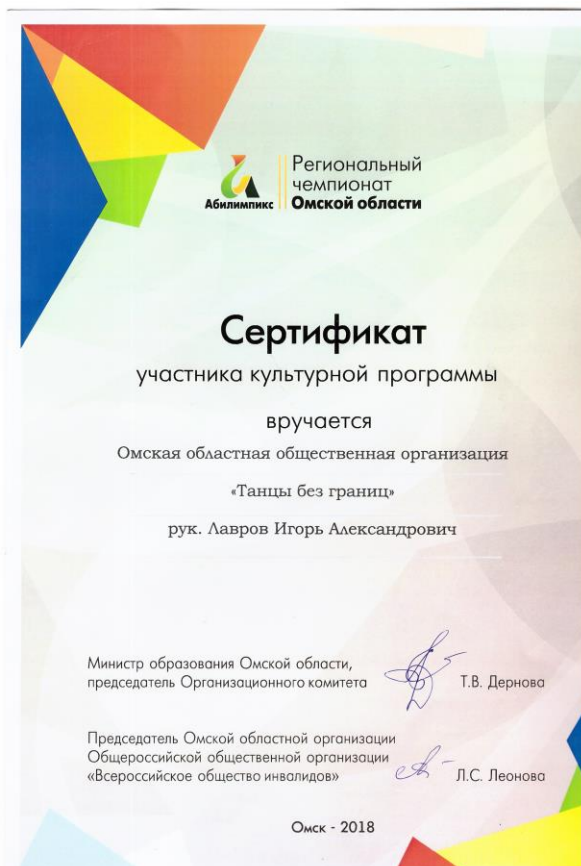 Абилимпикс
Региональный
чемпионат
Омской области
Сертификат
участника культурной программы
вручается
Омская областная общественная организация
«Танцы без границ»
рук. Лавров Игорь Александрович
Министр образования Омской области,
председатель Организационного комитета
Т.В. Дернова
Председатель Омской областной организации
Общероссийской общественной организации
«Всероссийское общество инвалидов»
Л.С. Леонова
Омск - 2018